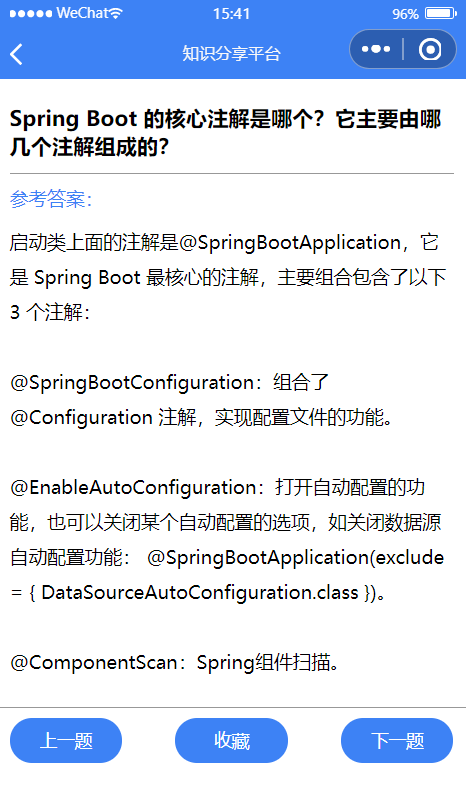 WeChat 15:41 96%
知识分享平台
Spring Boot 的核心注解是哪个？它主要由哪
几个注解组成的？
参考答案：
启动类上面的注解是@SpringBootApplication，它
是 Spring Boot 最核心的注解，主要组合包含了以下
3 个注解：
@SpringBootConfiguration：组合了
@Configuration 注解，实现配置文件的功能。
@EnableAutoConfiguration：打开自动配置的功
能，也可以关闭某个自动配置的选项，如关闭数据源
自动配置功能： @SpringBootApplication(exclude
= { DataSourceAutoConfiguration.class })。
@ComponentScan：Spring组件扫描。
上一题 收藏 下一题